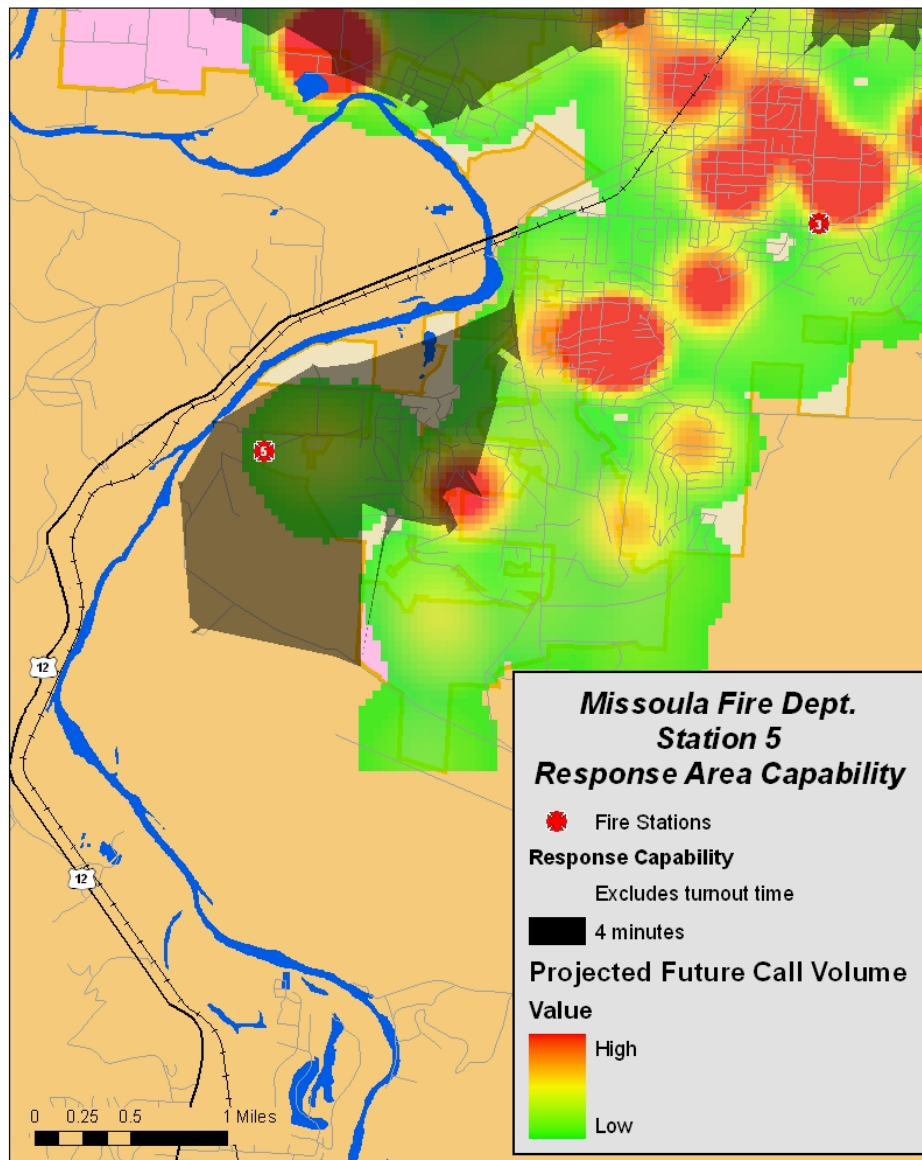 3
5
12
12
Missoula Fire Dept.
Station 5
Response Area Capability
Fire Stations
Response Capability
Excludes turnout time
4 minutes
Projected Future Call Volume
Value
High
Low
0 0.25 0.5 1 Miles